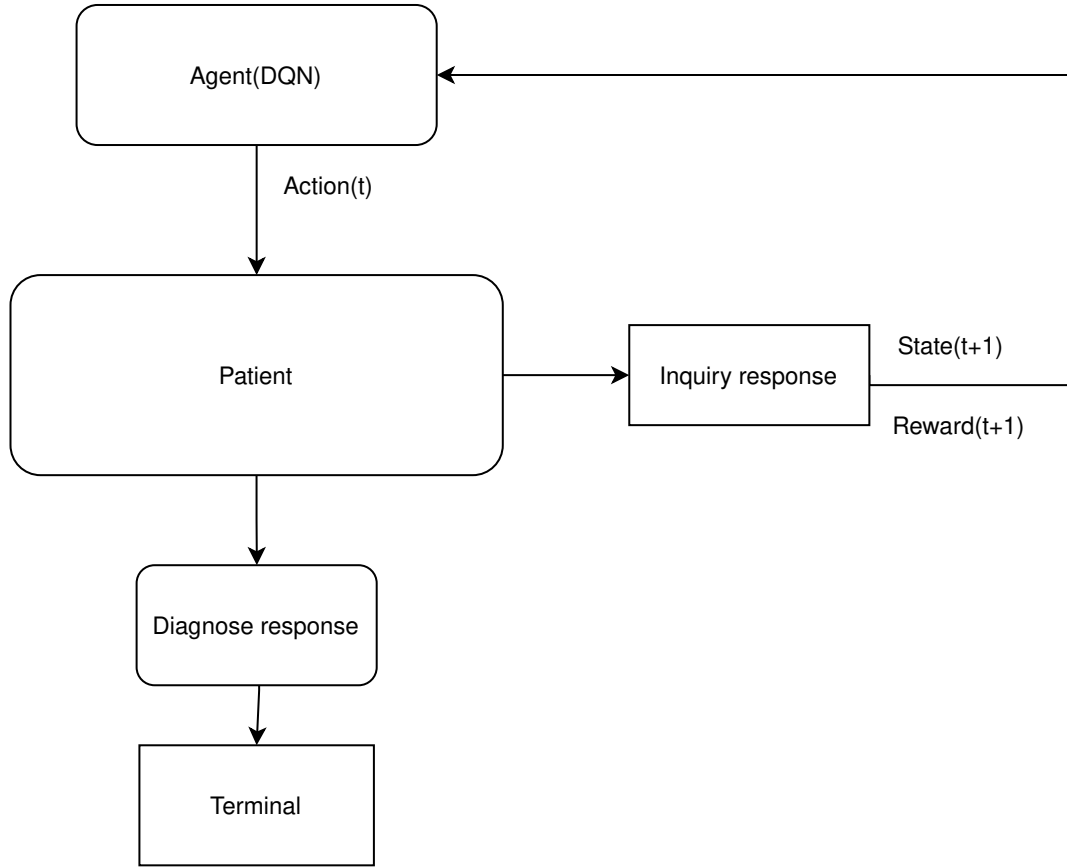 Agent(DQN)
Action(t)
Patient
Inquiry response
State(t+1)
Reward(t+1)
Diagnose response
Terminal